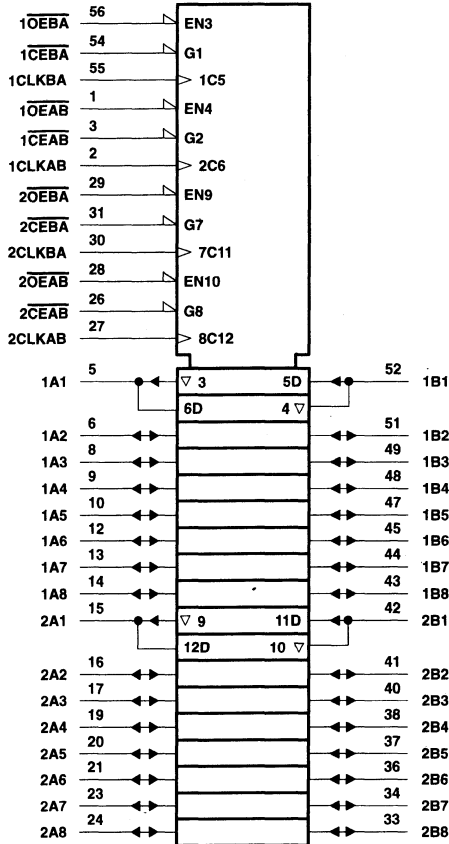 1OEBA 56 EN3
1CEBA 54 G1
1CLKBA 55 1C5
1OEAB 1 EN4
1CEAB 3 G2
1CLKAB 2 2C6
2OEBA 29 EN9
2CEBA 31 G7
2CLKBA 30 7C11
2OEAB 28 EN10
2CEAB 26 G8
2CLKAB 27 8C12
1A1 5 ▽ 3 5D 52 1B1
6D 4 ▽
1A2 6 51 1B2
1A3 8 49 1B3
1A4 9 48 1B4
1A5 10 47 1B5
1A6 12 45 1B6
1A7 13 44 1B7
1A8 14 43 1B8
2A1 15 ▽ 9 11D 42 2B1
12D 10 ▽
2A2 16 41 2B2
2A3 17 40 2B3
2A4 19 38 2B4
2A5 20 37 2B5
2A6 21 36 2B6
2A7 23 34 2B7
2A8 24 33 2B8